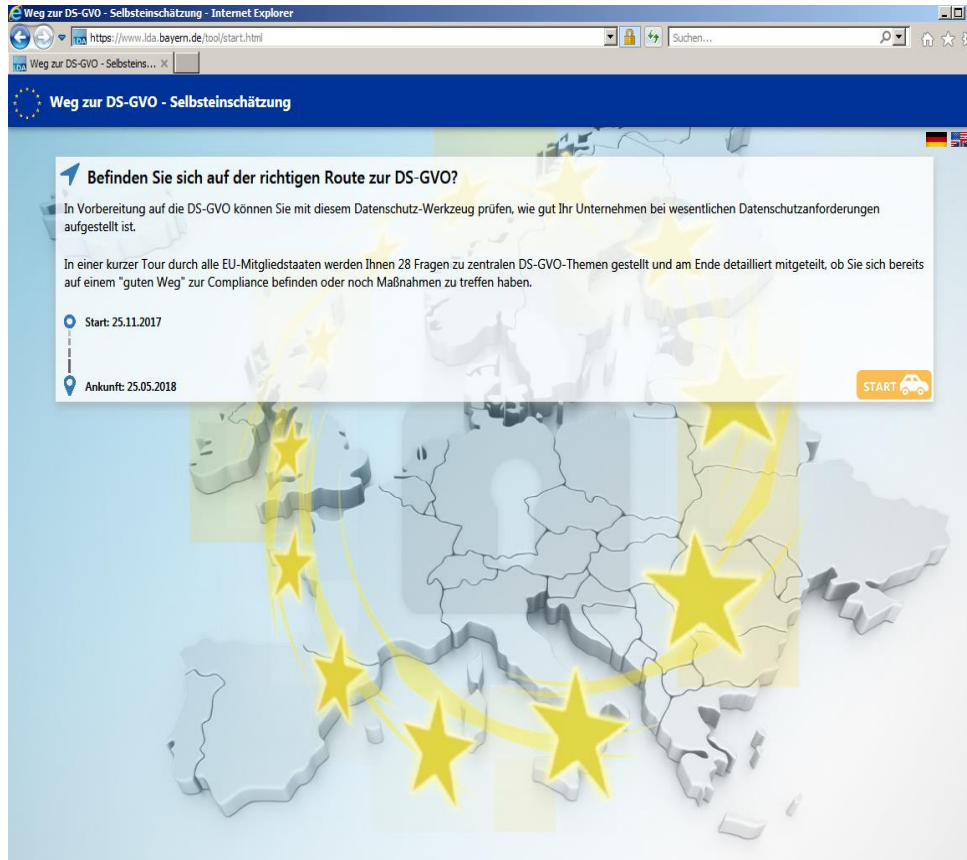 Weg zur DS-GVO - Selbsteinschätzung - Internet Explorer
https://www.lda.bayern.de/tool/start.html
Suchen...
Weg zur DS-GVO - Selbsteins...
Weg zur DS-GVO - Selbsteinschätzung
Befinden Sie sich auf der richtigen Route zur DS-GVO?
In Vorbereitung auf die DS-GVO können Sie mit diesem Datenschutz-Werkzeug prüfen, wie gut Ihr Unternehmen bei wesentlichen Datenschutzanforderungen
aufgestellt ist.
In einer kurzer Tour durch alle EU-Mitgliedstaaten werden Ihnen 28 Fragen zu zentralen DS-GVO-Themen gestellt und am Ende detailliert mitgeteilt, ob Sie sich bereits
auf einem "guten Weg" zur Compliance befinden oder noch Maßnahmen zu treffen haben.
Start: 25.11.2017
Ankunft: 25.05.2018
START